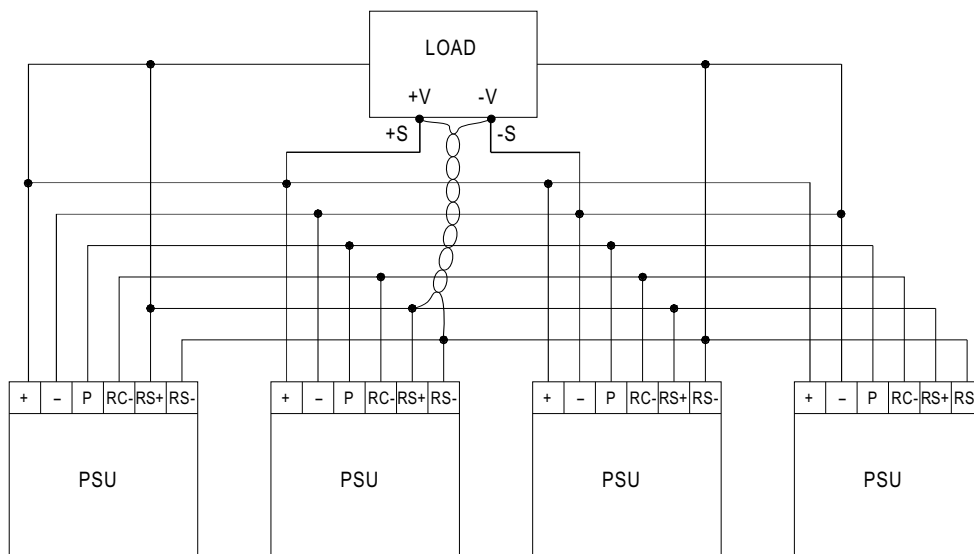 LOAD
+V -V
+S -S
+ – P RC- RS+ RS- + – P RC- RS+ RS- + – P RC- RS+ RS- + – P RC- RS+ RS
PSU PSU PSU PSU